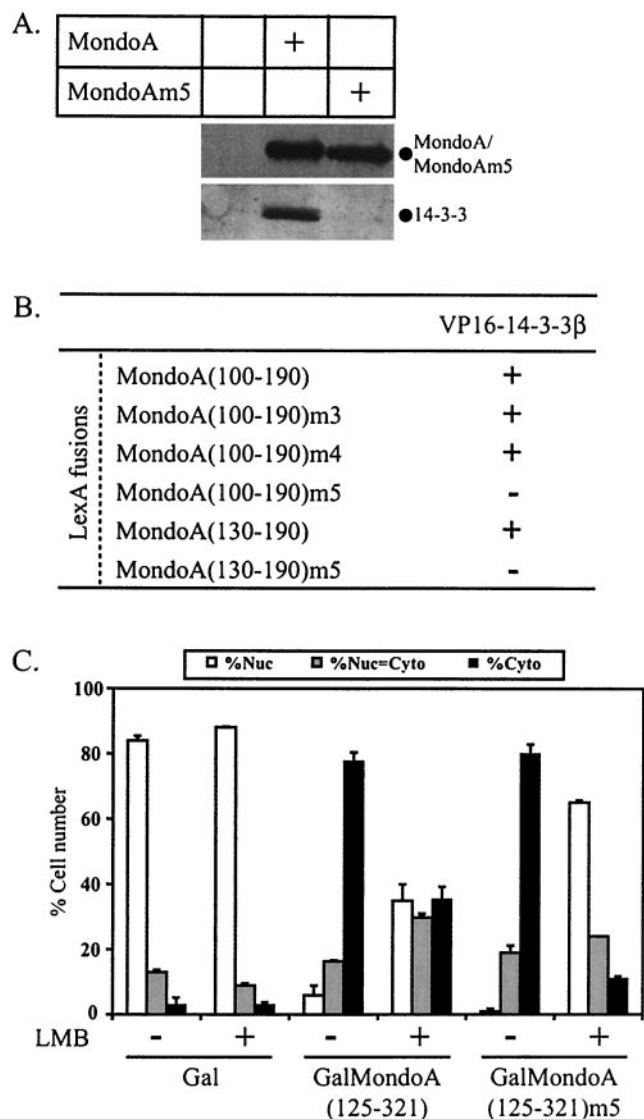 A.
MondoA +
MondoAm5 +
MondoA/
MondoAm5
14-3-3
B.
VP16-14-3-3β
LexA fusions
MondoA(100-190) +
MondoA(100-190)m3 +
MondoA(100-190)m4 +
MondoA(100-190)m5 -
MondoA(130-190) +
MondoA(130-190)m5 -
C.
%Nuc %Nuc=Cyto %Cyto
% Cell number
100
80
60
40
20
0
LMB - + - + - +
Gal GalMondoA GalMondoA
(125-321) (125-321)m5